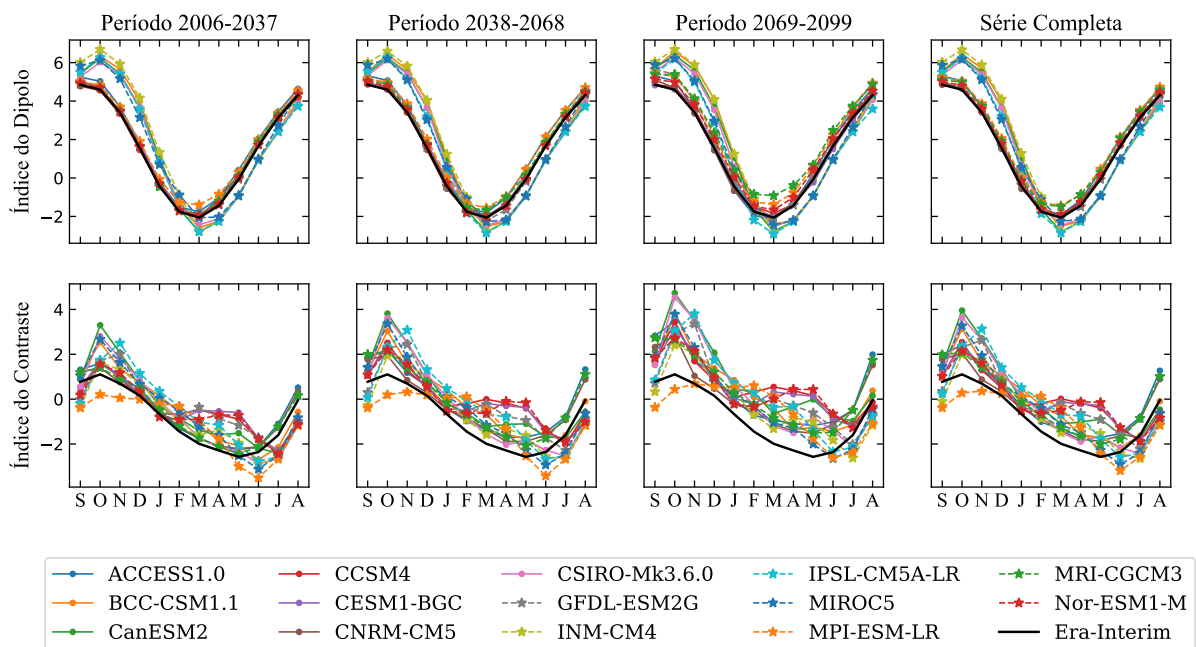 Período 2006-2037 Período 2038-2068 Período 2069-2099 Série Completa
Índice do Dipolo
6
4
2
0
−2
Índice do Contraste
4
2
0
−2
S O N D J F M A M J J A S O N D J F M A M J J A S O N D J F M A M J J A S O N D J F M A M J J A
ACCESS1.0 CCSM4 CSIRO-Mk3.6.0 IPSL-CM5A-LR MRI-CGCM3
BCC-CSM1.1 CESM1-BGC GFDL-ESM2G MIROC5 Nor-ESM1-M
CanESM2 CNRM-CM5 INM-CM4 MPI-ESM-LR Era-Interim